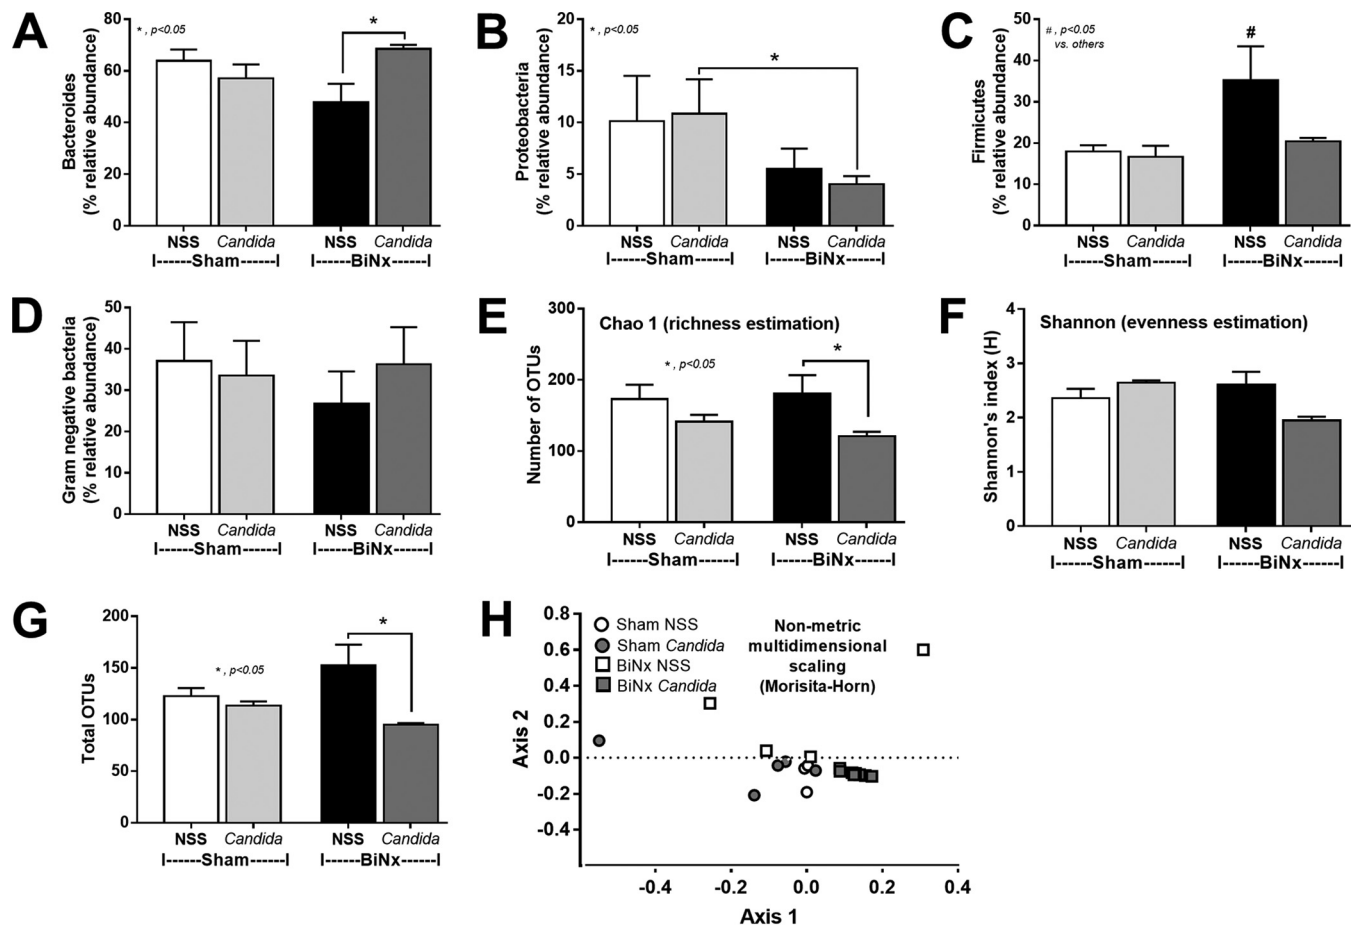 A
Bacteroides
(% relative abundance)
80
60
40
20
0
*, p<0.05
*
NSS Candida NSS Candida
I------Sham-------I I------BiNx------I
B
Proteobacteria
(% relative abundance)
20
15
10
5
0
*, p<0.05
*
NSS Candida NSS Candida
I------Sham-------I I------BiNx------I
C
Firmicutes
(% relative abundance)
50
40
30
20
10
0
#, p<0.05
vs. others
#
NSS Candida NSS Candida
I------Sham-------I I------BiNx------I
D
Gram negative bacteria
(% relative abundance)
50
40
30
20
10
0
NSS Candida NSS Candida
I------Sham-------I I------BiNx------I
E
Number of OTUs
300
200
100
0
Chao 1 (richness estimation)
*, p<0.05
*
NSS Candida NSS Candida
I------Sham-------I I------BiNx------I
F
Shannon's index (H)
4
3
2
1
0
Shannon (evenness estimation)
NSS Candida NSS Candida
I------Sham-------I I------BiNx------I
G
Total OTUs
200
150
100
50
0
*, p<0.05
*
NSS Candida NSS Candida
I------Sham-------I I------BiNx------I
H
Axis 2
0.8
0.6
0.4
0.2
0.0
-0.2
-0.4
Sham NSS
Sham Candida
BiNx NSS
BiNx Candida
Non-metric
multidimensional
scaling
(Morisita-Horn)
-0.4 -0.2 0.0 0.2 0.4
Axis 1